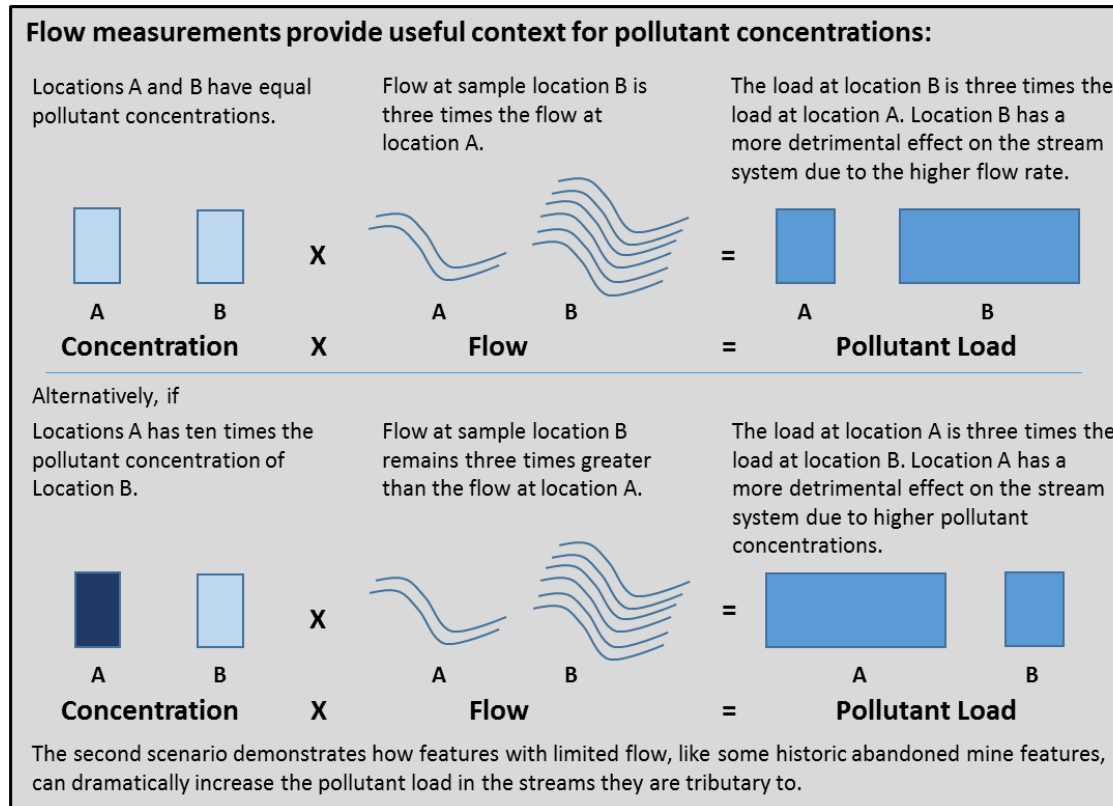 Flow measurements provide useful context for pollutant concentrations:
Locations A and B have equal
pollutant concentrations.
Flow at sample location B is
three times the flow at
location A.
The load at location B is three times the
load at location A. Location B has a
more detrimental effect on the stream
system due to the higher flow rate.
X
=
A
B
A
B
A
B
Concentration X Flow = Pollutant Load
Alternatively, if
Locations A has ten times the
pollutant concentration of
Location B.
Flow at sample location B
remains three times greater
than the flow at location A.
The load at location A is three times the
load at location B. Location A has a
more detrimental effect on the stream
system due to higher pollutant
concentrations.
X
=
A
B
A
B
A
B
Concentration X Flow = Pollutant Load
The second scenario demonstrates how features with limited flow, like some historic abandoned mine features,
can dramatically increase the pollutant load in the streams they are tributary to.